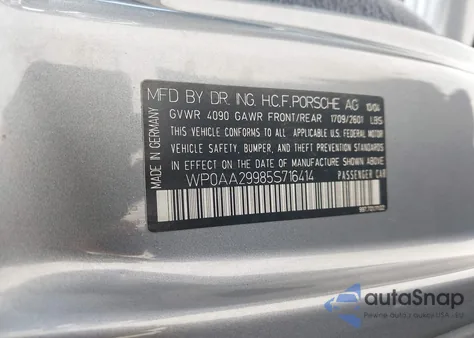 MFD BY DR. ING. H.C.F.PORSCHE AG 10/04
GVWR 4090 GAWR FRONT/REAR 1709/2601 LBS
THIS VEHICLE CONFORMS TO ALL APPLICABLE U.S. FEDERAL MOTOR
VEHICLE SAFETY, BUMPER, AND THEFT PREVENTION STANDARDS
IN EFFECT ON THE DATE OF MANUFACTURE SHOWN ABOVE.
WP0AA29985S716414 PASSENGER CAR
MADE IN GERMANY
autoSnap